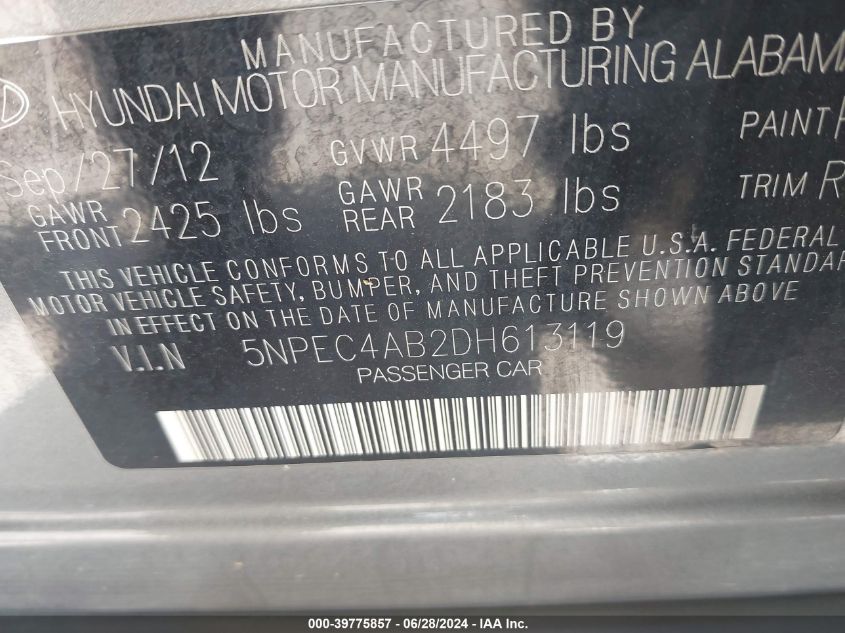 MANUFACTURED BY
HYUNDAI MOTOR MANUFACTURING ALABAMA
Sep/27/12 GVWR 4497 lbs PAINT
GAWR FRONT 2425 lbs GAWR REAR 2183 lbs TRIM R
THIS VEHICLE CONFORMS TO ALL APPLICABLE U.S.A. FEDERAL
MOTOR VEHICLE SAFETY, BUMPER, AND THEFT PREVENTION STANDAR
IN EFFECT ON THE DATE OF MANUFACTURE SHOWN ABOVE
V.I.N 5NPEC4AB2DH613119
PASSENGER CAR
000-39775857 / 06/28/2024 - IAA Inc.